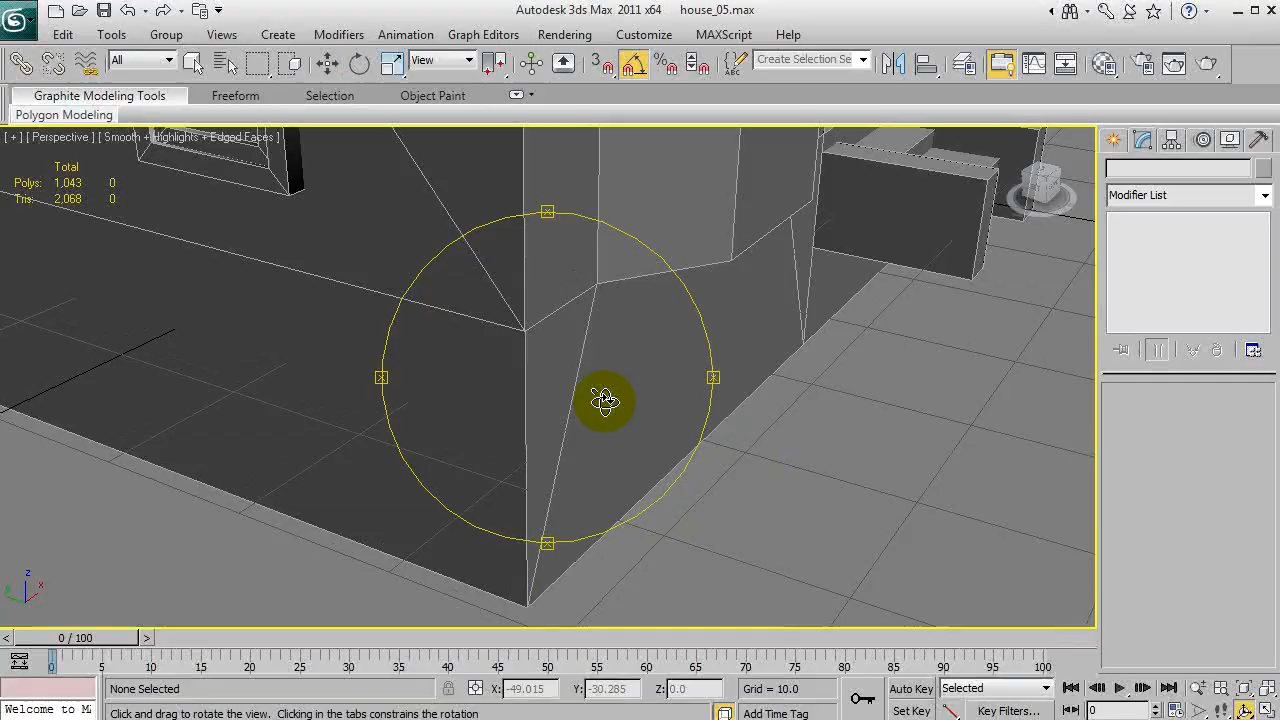 Autodesk 3ds Max 2011 x64 house_05.max
Edit Tools Group Views Create Modifiers Animation Graph Editors Rendering Customize MAXScript Help
All View 3 Create Selection Se
Graphite Modeling Tools Freeform Selection Object Paint
Polygon Modeling
[ + ] [ Perspective ] [ Smooth + Highlights + Edged Faces ]
Total
Polys: 1,043 0
Tris: 2,068 0
Modifier List
z
x
y
< 0 / 100 >
0 5 10 15 20 25 30 35 40 45 50 55 60 65 70 75 80 85 90 95 100
None Selected X: -49.015 Y: -30.285 Z: 0.0 Grid = 10.0 Auto Key Selected
Welcome to M Click and drag to rotate the view. Clicking in the tabs constrains the rotation Add Time Tag Set Key Key Filters... 0